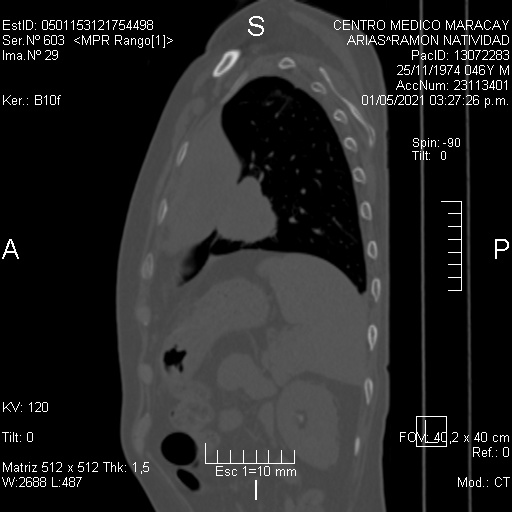 EstID: 0501153121754498
Ser.Nº 603 <MPR Rango[1]>
Ima.Nº 29
Ker.: B10f
S
CENTRO MEDICO MARACAY
ARIAS^RAMON NATIVIDAD
PacID: 13072283
25/11/1974 046Y M
AccNum: 23113401
01/05/2021 03:27:26 p.m.
Spin: -90
Tilt: 0
A
P
KV: 120
Tilt: 0
Matriz 512 x 512 Thk: 1,5
W:2688 L:487
Esc 1=10 mm
I
FOV: 40,2 x 40 cm
Ref.: 0
Mod.: CT